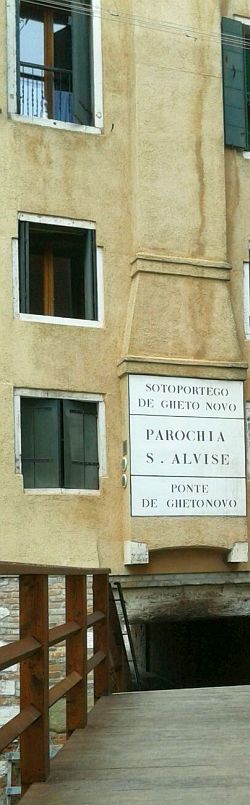 SOTOPORTEGO
DE GHETO NOVO
PAROCHIA
S. ALVISE
PONTE
DE GHETONOVO